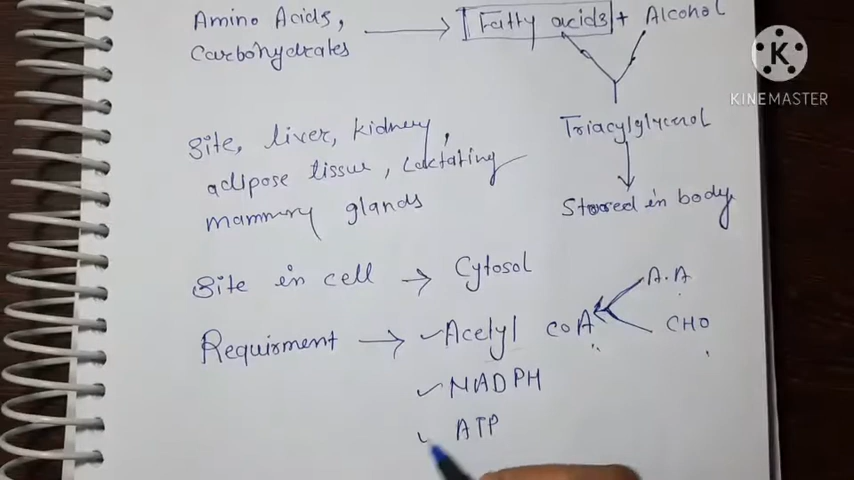 Amino Acids,
Carbohydrates
Fatty acids + Alcohol
K
KINEMASTER
Triacylglycerol
Stored in body
Site, liver, kidney,
adipose tissue, Lactating
mammary glands
Site in cell → Cytosol
Requirment → ✓Acetyl coA
A.A
CHO
✓ NADPH
✓ ATP